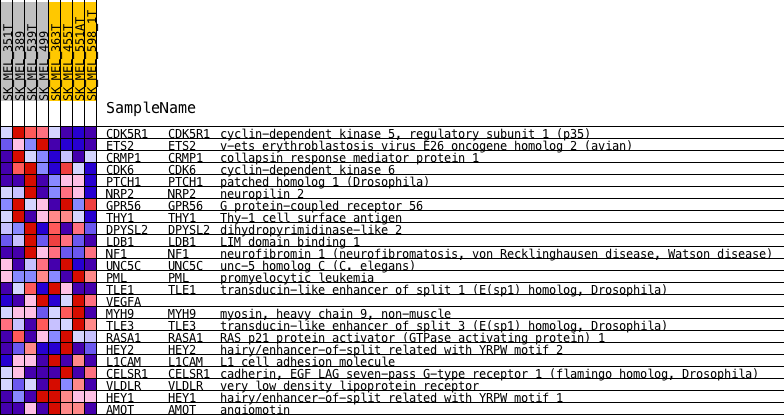 SK_MEL_351T
SK_MEL_389
SK_MEL_539T
SK_MEL_499
SK_MEL_363T
SK_MEL_455T
SK_MEL_551AT
SK_MEL_598_1T
SampleName
CDK5R1 CDK5R1 cyclin-dependent kinase 5, regulatory subunit 1 (p35)
ETS2 ETS2 v-ets erythroblastosis virus E26 oncogene homolog 2 (avian)
CRMP1 CRMP1 collapsin response mediator protein 1
CDK6 CDK6 cyclin-dependent kinase 6
PTCH1 PTCH1 patched homolog 1 (Drosophila)
NRP2 NRP2 neuropilin 2
GPR56 GPR56 G protein-coupled receptor 56
THY1 THY1 Thy-1 cell surface antigen
DPYSL2 DPYSL2 dihydropyrimidinase-like 2
LDB1 LDB1 LIM domain binding 1
NF1 NF1 neurofibromin 1 (neurofibromatosis, von Recklinghausen disease, Watson disease)
UNC5C UNC5C unc-5 homolog C (C. elegans)
PML PML promyelocytic leukemia
TLE1 TLE1 transducin-like enhancer of split 1 (E(sp1) homolog, Drosophila)
VEGFA
MYH9 MYH9 myosin, heavy chain 9, non-muscle
TLE3 TLE3 transducin-like enhancer of split 3 (E(sp1) homolog, Drosophila)
RASA1 RASA1 RAS p21 protein activator (GTPase activating protein) 1
HEY2 HEY2 hairy/enhancer-of-split related with YRPW motif 2
L1CAM L1CAM L1 cell adhesion molecule
CELSR1 CELSR1 cadherin, EGF LAG seven-pass G-type receptor 1 (flamingo homolog, Drosophila)
VLDLR VLDLR very low density lipoprotein receptor
HEY1 HEY1 hairy/enhancer-of-split related with YRPW motif 1
AMOT AMOT angiomotin